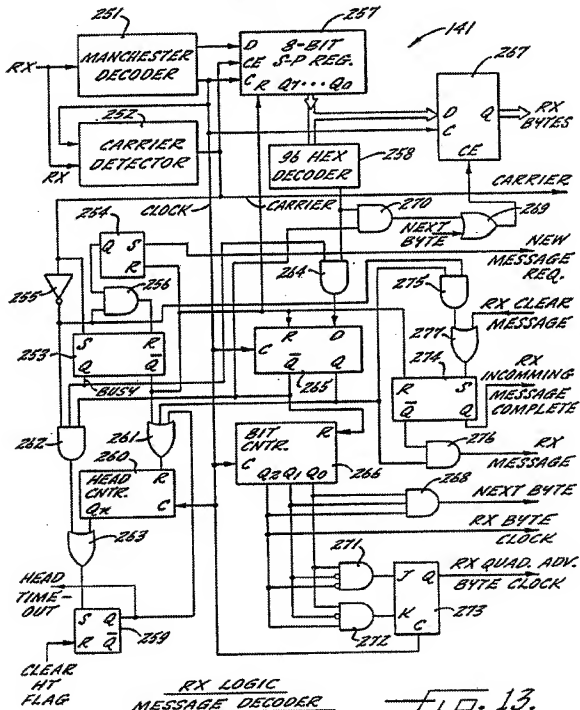 251
257
141
RX
MANCHESTER
DECODER
D
CE
C
R
8-BIT
S-P REG.
Q7 ... Q0
267
252
CARRIER
DETECTOR
RX
D Q
C
CE
RX
BYTES
96 HEX
DECODER
258
CLOCK
CARRIER
CARRIER
270
269
254
Q S
R
NEXT
BYTE
NEW
MESSAGE
REQ.
255
256
264
275
RX CLEAR
MESSAGE
277
253
S R
Q Q
BUSY
R D
C
Q Q
265
274
R S
Q Q
RX
INCOMMING
MESSAGE
COMPLETE
262
261
260
HEAD
CNTR.
R
Qn C
BIT
CNTR.
R
C
Q2 Q1 Q0
266
276
RX
MESSAGE
268
NEXT BYTE
RX BYTE
CLOCK
263
271
J Q
RX QUAD. ADV.
BYTE CLOCK
HEAD
TIME-
OUT
S Q
R Q
259
272
K
C
273
CLEAR
HT
FLAG
RX LOGIC
MESSAGE DECODER
FIG. 13.